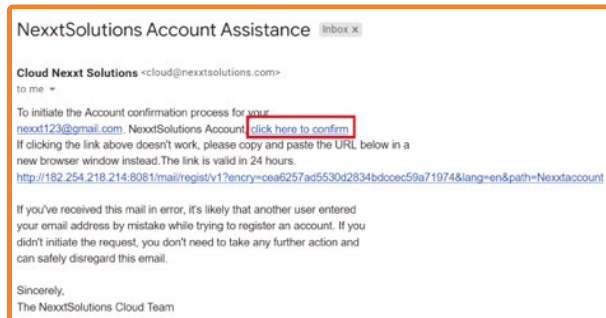 NexxtSolutions Account Assistance Inbox x
Cloud Nexxt Solutions <cloud@nexxtsolutions.com>
to me
To initiate the Account confirmation process for your
nexxt123@gmail.com, NexxtSolutions Account, click here to confirm
If clicking the link above doesn't work, please copy and paste the URL below in a
new browser window instead.The link is valid in 24 hours.
http://182.254.218.214:8081/mail/regist/v1?encry=cea6257ad5530d2834bdccec59a71974&lang=en&path=Nexxtaccount
If you've received this mail in error, it's likely that another user entered
your email address by mistake while trying to register an account. If you
didn't initiate the request, you don't need to take any further action and
can safely disregard this email.
Sincerely,
The NexxtSolutions Cloud Team